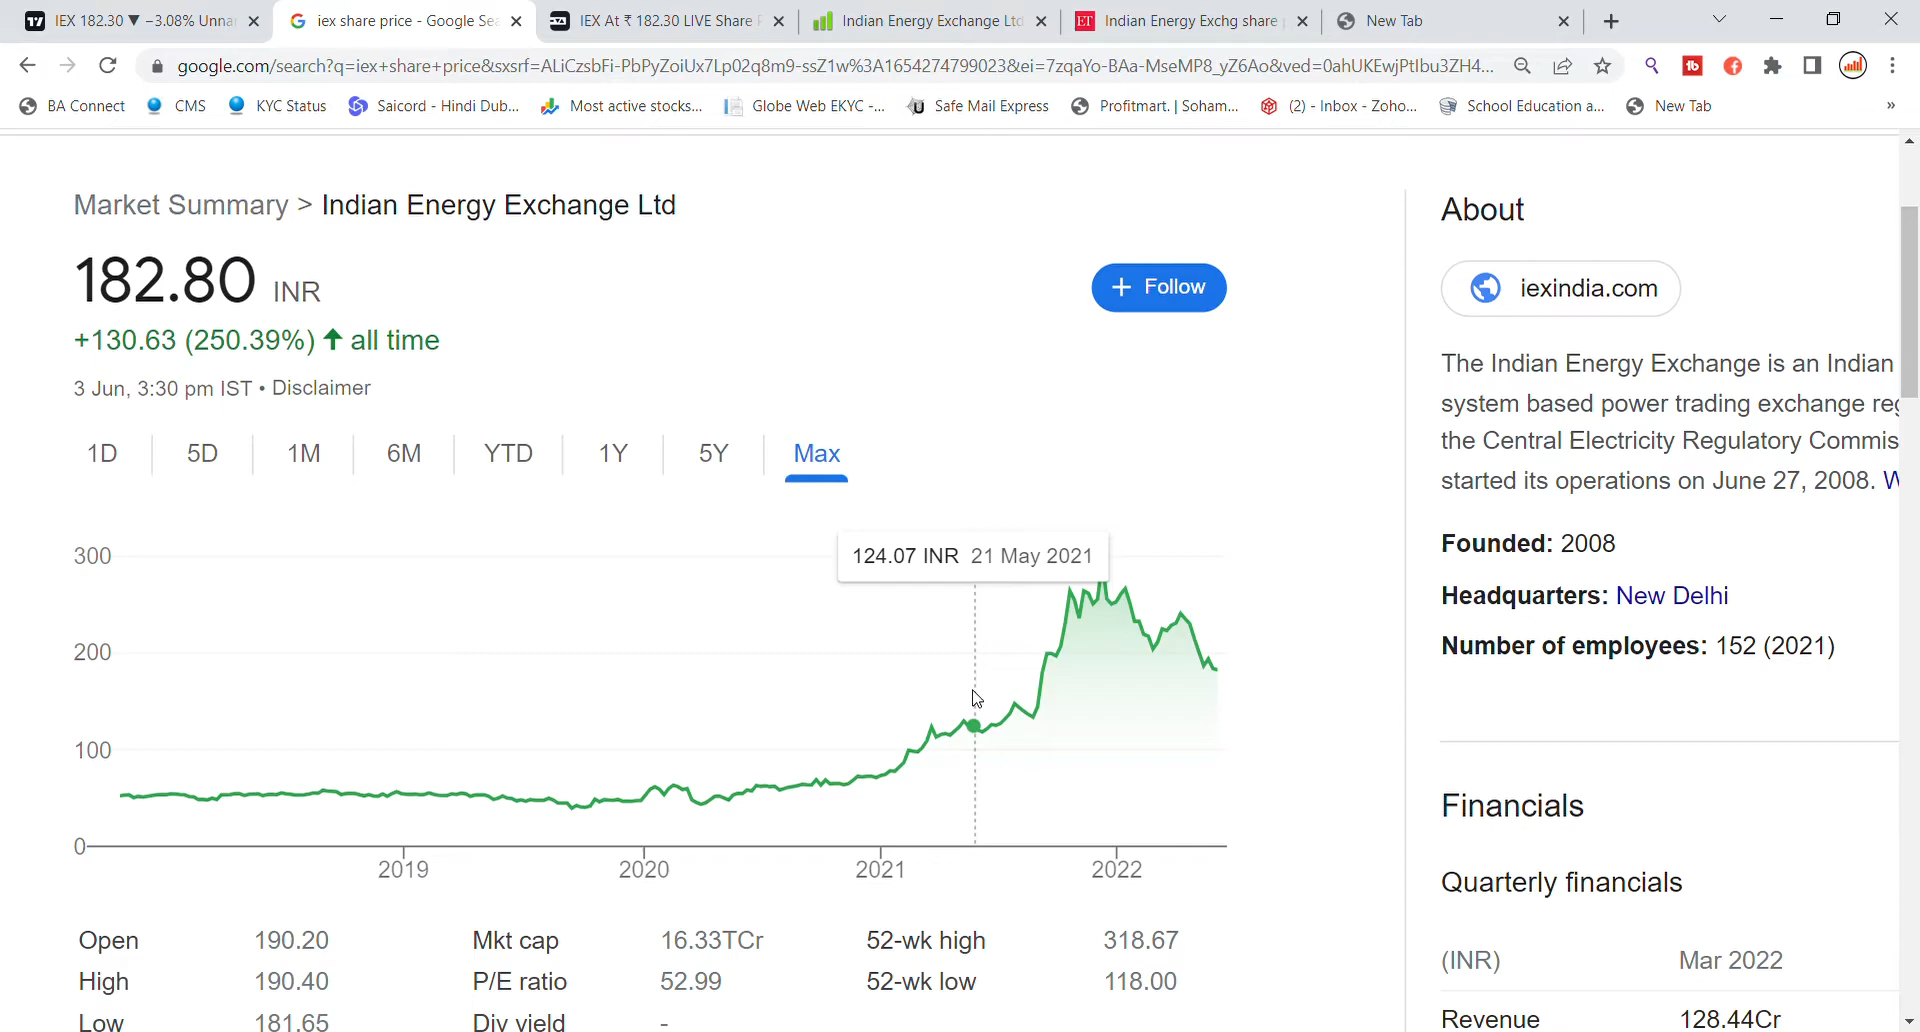 IEX 182.30 ▼ −3.08% Unna
iex share price - Google Se
IEX At ₹ 182.30 LIVE Share
Indian Energy Exchange Ltd
Indian Energy Exchg share
New Tab
google.com/search?q=iex+share+price&sxsrf=ALiCzsbFi-PbPyZoiUx7Lp02q8m9-ssZ1w%3A1654274799023&ei=7zqaYo-BAa-MseMP8_yZ6Ao&ved=0ahUKEwjPtIbu3ZH4...
BA Connect
CMS
KYC Status
Saicord - Hindi Dub...
Most active stocks...
Globe Web EKYC -...
Safe Mail Express
Profitmart. | Soham...
(2) - Inbox - Zoho...
School Education a...
New Tab
»
Market Summary > Indian Energy Exchange Ltd
182.80 INR
+ Follow
+130.63 (250.39%) ↑ all time
3 Jun, 3:30 pm IST • Disclaimer
1D 5D 1M 6M YTD 1Y 5Y Max
124.07 INR 21 May 2021
300
200
100
0
2019 2020 2021 2022
Open 190.20 Mkt cap 16.33TCr 52-wk high 318.67
High 190.40 P/E ratio 52.99 52-wk low 118.00
Low 181.65 Div yield -
About
iexindia.com
The Indian Energy Exchange is an Indian
system based power trading exchange reg
the Central Electricity Regulatory Commis
started its operations on June 27, 2008. W
Founded: 2008
Headquarters: New Delhi
Number of employees: 152 (2021)
Financials
Quarterly financials
(INR) Mar 2022
Revenue 128.44Cr